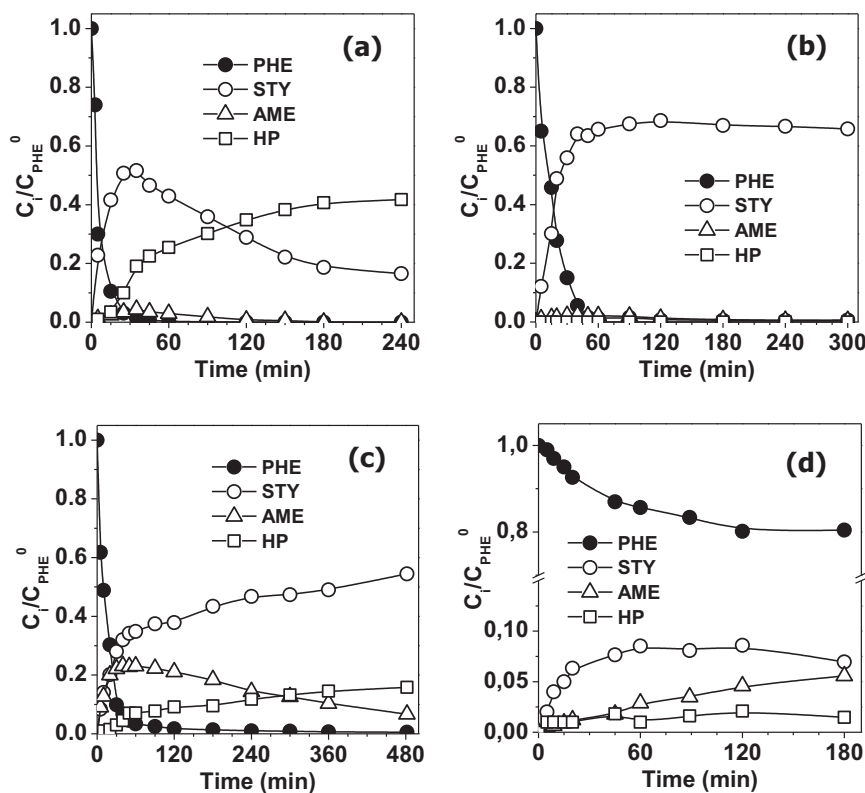 (a)
PHE
STY
AME
HP
C_i/C_PHE^0
1.0
0.8
0.6
0.4
0.2
0.0
0 60 120 180 240
Time (min)
(b)
PHE
STY
AME
HP
1.0
0.8
0.6
0.4
0.2
0.0
0 60 120 180 240 300
Time (min)
(c)
PHE
STY
AME
HP
C_i/C_PHE^0
1.0
0.8
0.6
0.4
0.2
0.0
0 120 240 360 480
Time (min)
(d)
PHE
STY
AME
HP
C_i/C_PHE^0
1,0
0,8
0,10
0,05
0,00
0 60 120 180
Time (min)